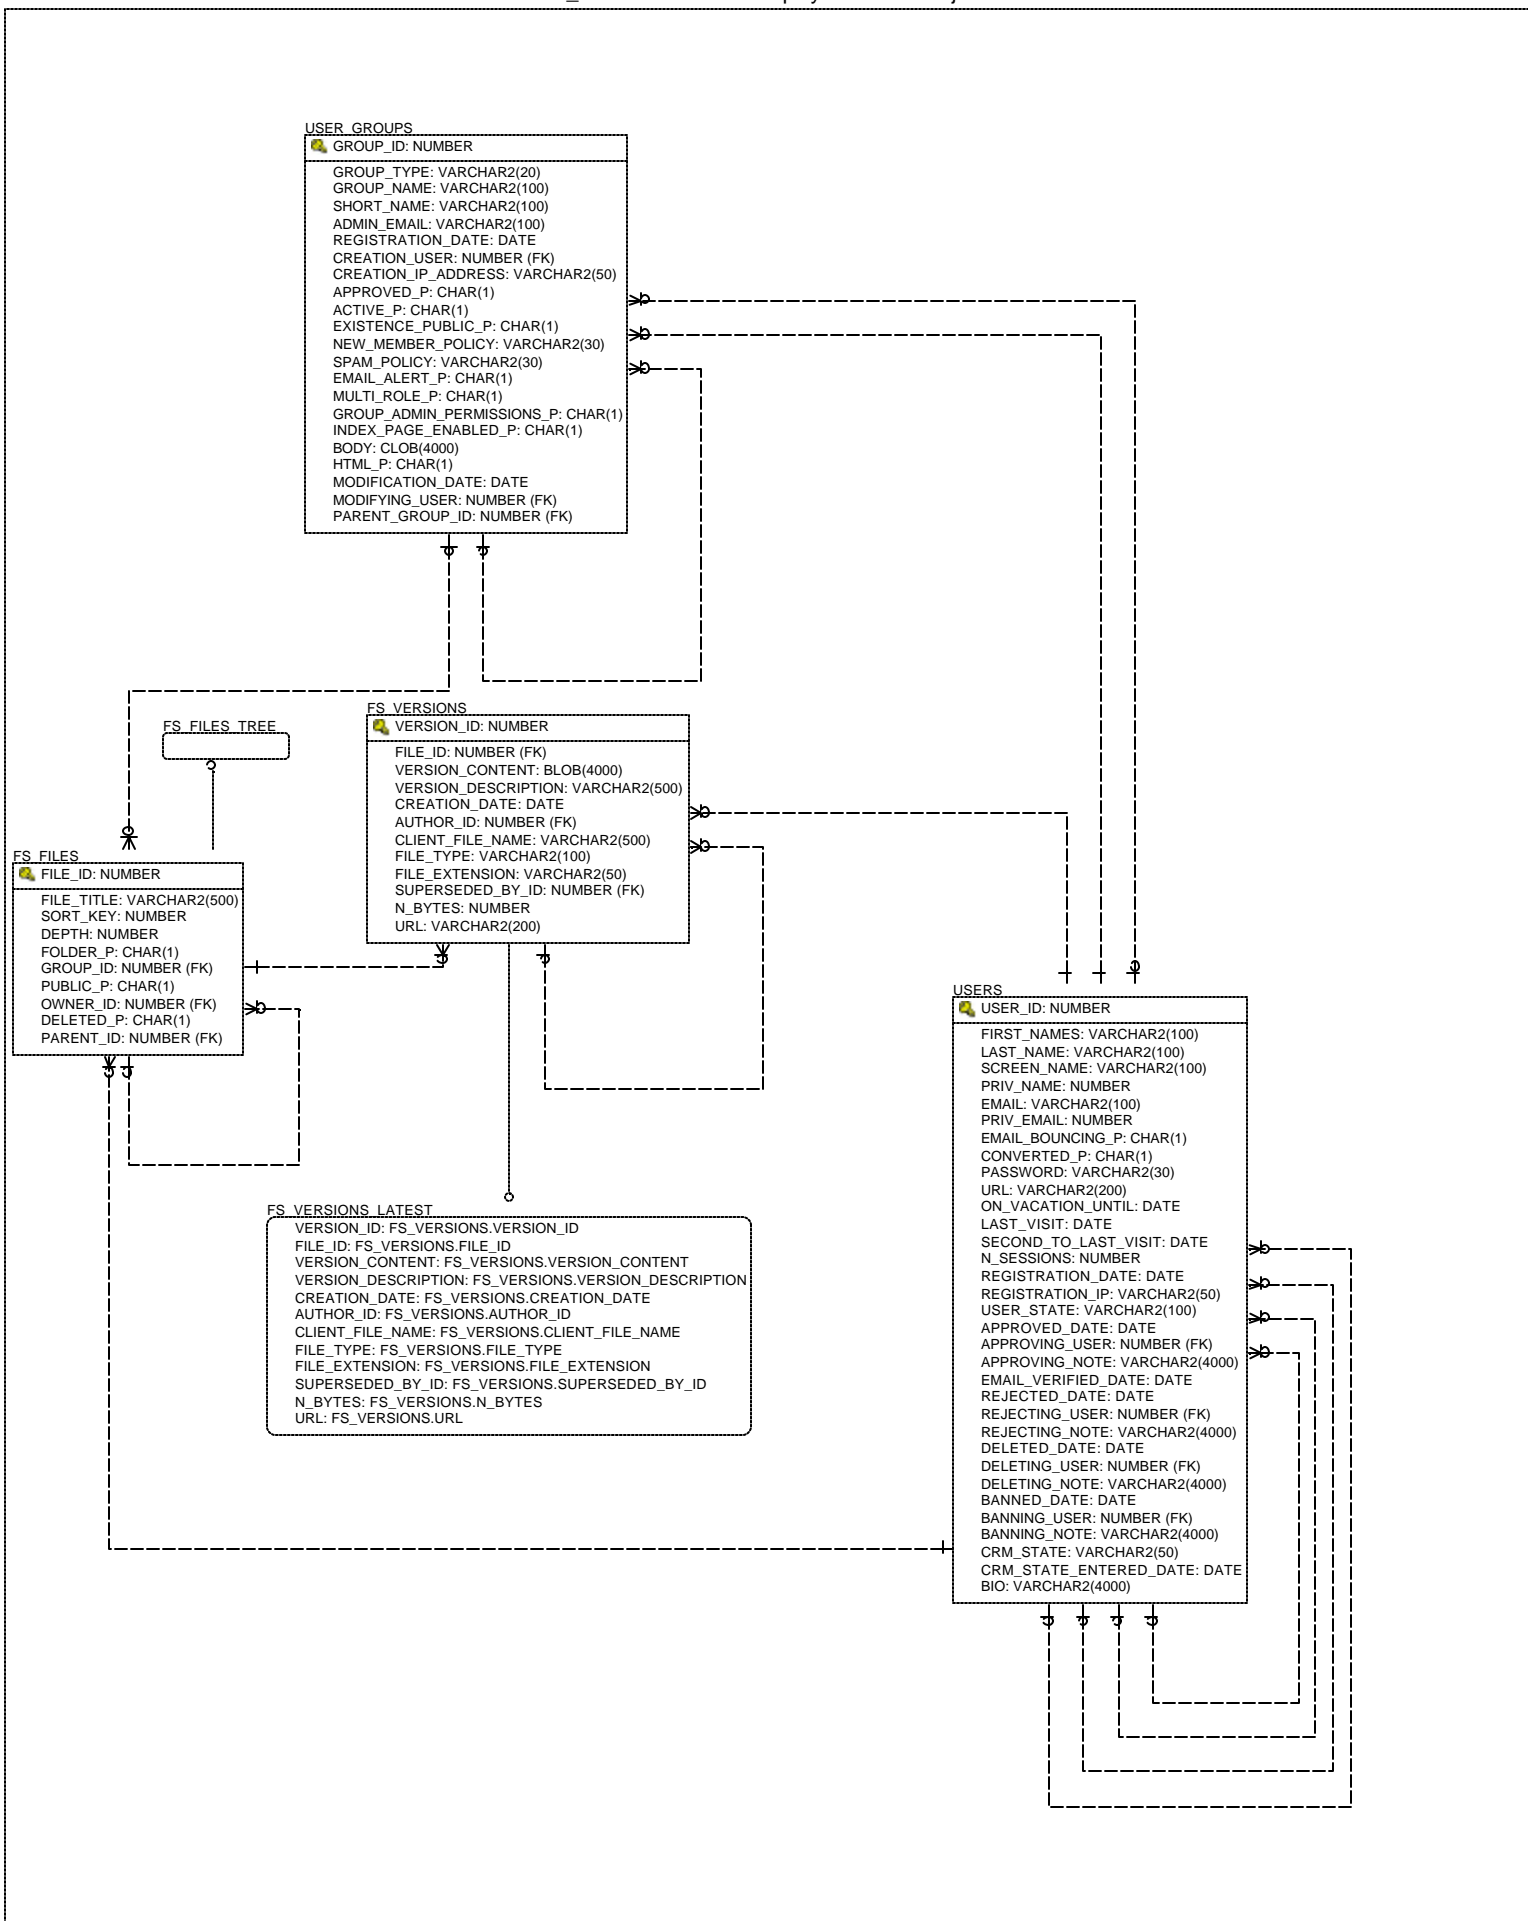 USER_GROUPS
GROUP_ID: NUMBER
GROUP_TYPE: VARCHAR2(20)
GROUP_NAME: VARCHAR2(100)
SHORT_NAME: VARCHAR2(100)
ADMIN_EMAIL: VARCHAR2(100)
REGISTRATION_DATE: DATE
CREATION_USER: NUMBER (FK)
CREATION_IP_ADDRESS: VARCHAR2(50)
APPROVED_P: CHAR(1)
ACTIVE_P: CHAR(1)
EXISTENCE_PUBLIC_P: CHAR(1)
NEW_MEMBER_POLICY: VARCHAR2(30)
SPAM_POLICY: VARCHAR2(30)
EMAIL_ALERT_P: CHAR(1)
MULTI_ROLE_P: CHAR(1)
GROUP_ADMIN_PERMISSIONS_P: CHAR(1)
INDEX_PAGE_ENABLED_P: CHAR(1)
BODY: CLOB(4000)
HTML_P: CHAR(1)
MODIFICATION_DATE: DATE
MODIFYING_USER: NUMBER (FK)
PARENT_GROUP_ID: NUMBER (FK)
FS_FILES_TREE
FS_VERSIONS
VERSION_ID: NUMBER
FILE_ID: NUMBER (FK)
VERSION_CONTENT: BLOB(4000)
VERSION_DESCRIPTION: VARCHAR2(500)
CREATION_DATE: DATE
AUTHOR_ID: NUMBER (FK)
CLIENT_FILE_NAME: VARCHAR2(500)
FILE_TYPE: VARCHAR2(100)
FILE_EXTENSION: VARCHAR2(50)
SUPERSEDED_BY_ID: NUMBER (FK)
N_BYTES: NUMBER
URL: VARCHAR2(200)
FS_FILES
FILE_ID: NUMBER
FILE_TITLE: VARCHAR2(500)
SORT_KEY: NUMBER
DEPTH: NUMBER
FOLDER_P: CHAR(1)
GROUP_ID: NUMBER (FK)
PUBLIC_P: CHAR(1)
OWNER_ID: NUMBER (FK)
DELETED_P: CHAR(1)
PARENT_ID: NUMBER (FK)
USERS
USER_ID: NUMBER
FIRST_NAMES: VARCHAR2(100)
LAST_NAME: VARCHAR2(100)
SCREEN_NAME: VARCHAR2(100)
PRIV_NAME: NUMBER
EMAIL: VARCHAR2(100)
PRIV_EMAIL: NUMBER
EMAIL_BOUNCING_P: CHAR(1)
CONVERTED_P: CHAR(1)
PASSWORD: VARCHAR2(30)
URL: VARCHAR2(200)
ON_VACATION_UNTIL: DATE
LAST_VISIT: DATE
SECOND_TO_LAST_VISIT: DATE
N_SESSIONS: NUMBER
REGISTRATION_DATE: DATE
REGISTRATION_IP: VARCHAR2(50)
USER_STATE: VARCHAR2(100)
APPROVED_DATE: DATE
APPROVING_USER: NUMBER (FK)
APPROVING_NOTE: VARCHAR2(4000)
EMAIL_VERIFIED_DATE: DATE
REJECTED_DATE: DATE
REJECTING_USER: NUMBER (FK)
REJECTING_NOTE: VARCHAR2(4000)
DELETED_DATE: DATE
DELETING_USER: NUMBER (FK)
DELETING_NOTE: VARCHAR2(4000)
BANNED_DATE: DATE
BANNING_USER: NUMBER (FK)
BANNING_NOTE: VARCHAR2(4000)
CRM_STATE: VARCHAR2(50)
CRM_STATE_ENTERED_DATE: DATE
BIO: VARCHAR2(4000)
FS_VERSIONS_LATEST
VERSION_ID: FS_VERSIONS.VERSION_ID
FILE_ID: FS_VERSIONS.FILE_ID
VERSION_CONTENT: FS_VERSIONS.VERSION_CONTENT
VERSION_DESCRIPTION: FS_VERSIONS.VERSION_DESCRIPTION
CREATION_DATE: FS_VERSIONS.CREATION_DATE
AUTHOR_ID: FS_VERSIONS.AUTHOR_ID
CLIENT_FILE_NAME: FS_VERSIONS.CLIENT_FILE_NAME
FILE_TYPE: FS_VERSIONS.FILE_TYPE
FILE_EXTENSION: FS_VERSIONS.FILE_EXTENSION
SUPERSEDED_BY_ID: FS_VERSIONS.SUPERSEDED_BY_ID
N_BYTES: FS_VERSIONS.N_BYTES
URL: FS_VERSIONS.URL